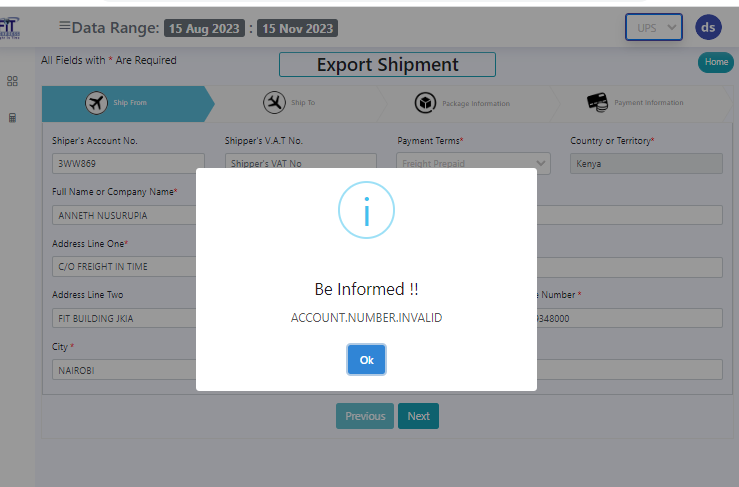 FIT
Data Range: 15 Aug 2023 : 15 Nov 2023
UPS
ds
All Fields with * Are Required
Export Shipment
Home
Ship From
Ship To
Package Information
Payment Information
Shiper's Account No.
Shipper's V.A.T No.
Payment Terms*
Country or Territory*
3WW869
Shipper's VAT No
Freight Prepaid
Kenya
Full Name or Company Name*
ANNETH NUSURUPIA
Address Line One*
C/O FREIGHT IN TIME
Address Line Two
Number *
FIT BUILDING JKIA
348000
City *
NAIROBI
i
Be Informed !!
ACCOUNT.NUMBER.INVALID
Ok
Previous
Next